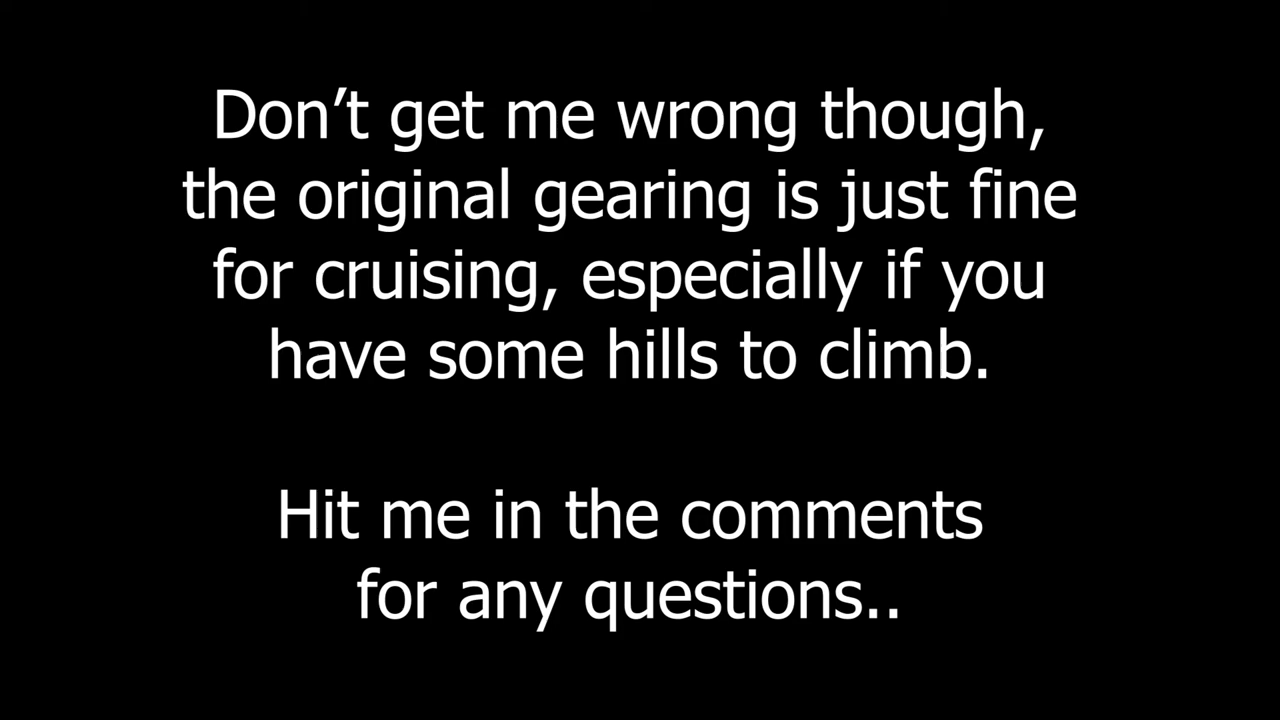 Don’t get me wrong though,
the original gearing is just fine
for cruising, especially if you
have some hills to climb.
Hit me in the comments
for any questions..